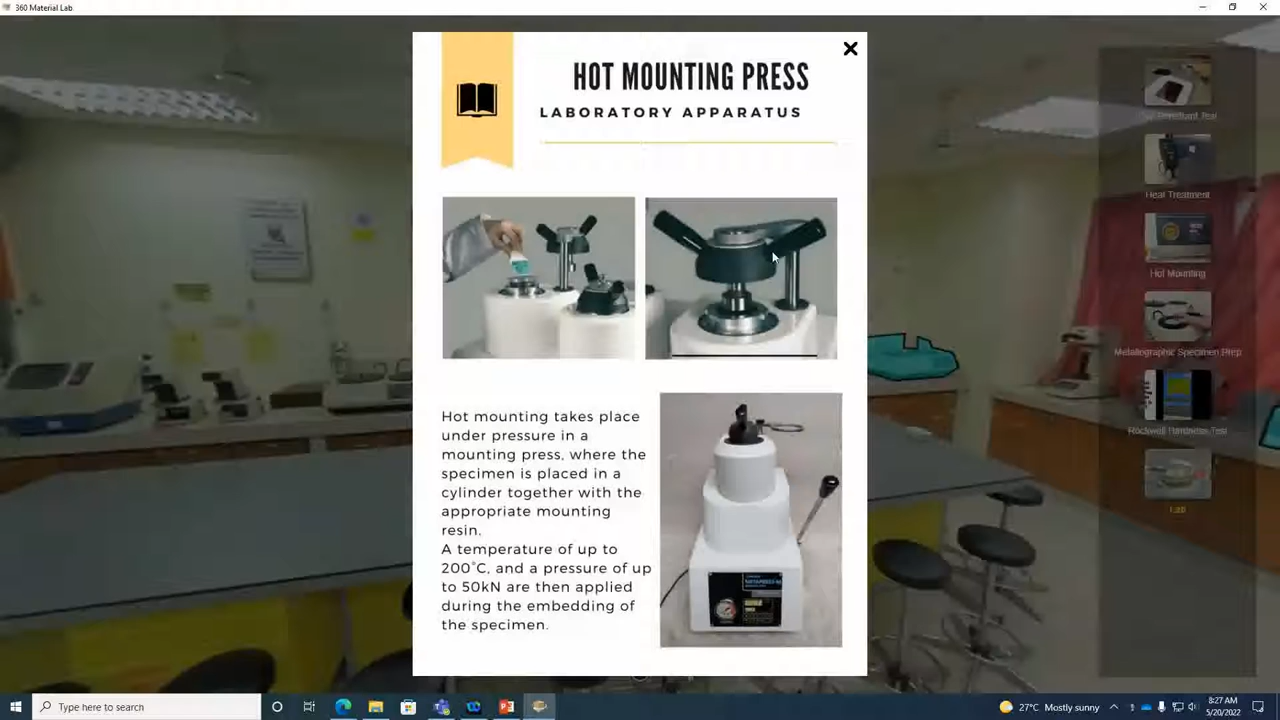 360 Material Lab
HOT MOUNTING PRESS
LABORATORY APPARATUS
Hot mounting takes place
under pressure in a
mounting press, where the
specimen is placed in a
cylinder together with the
appropriate mounting
resin.
A temperature of up to
200°C, and a pressure of up
to 50kN are then applied
during the embedding of
the specimen.
Heat Treatment
Hot Mounting
Metallographic Specimen Prep
Rockwell Hardness Test
Lab
Type here to search
27°C Mostly sunny
8:27 AM
5/20/2022